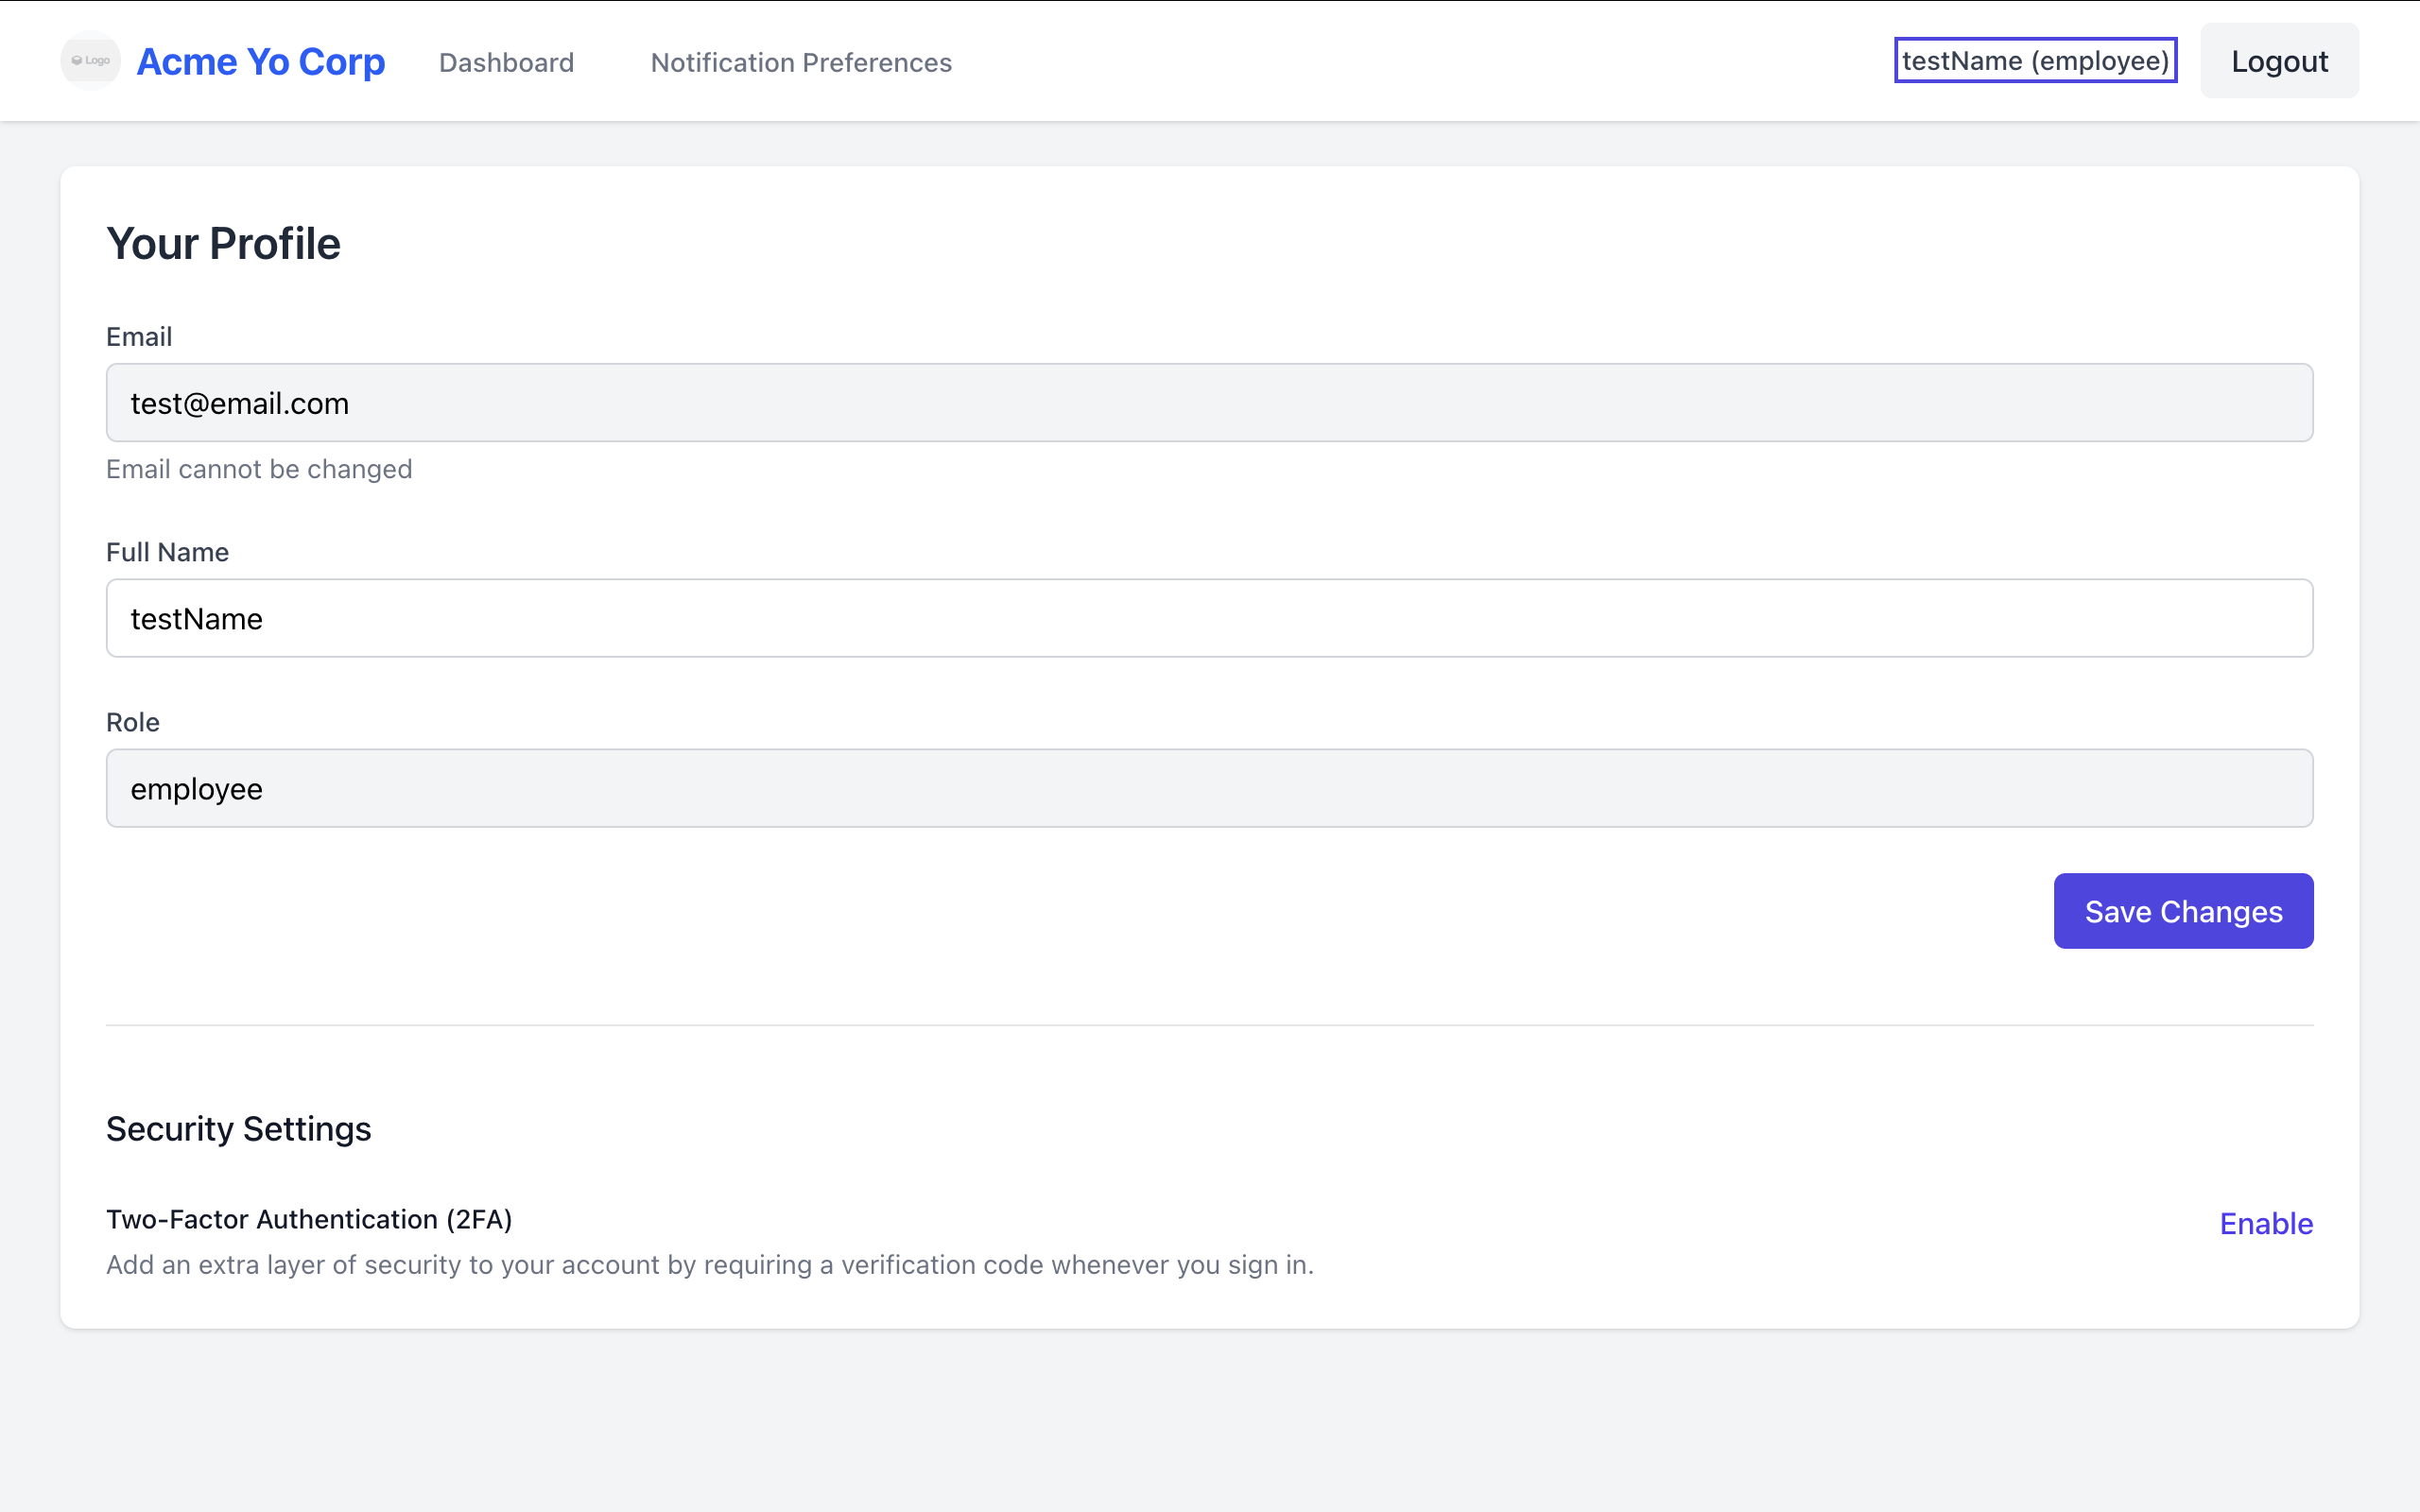 Logo
Acme Yo Corp
Dashboard
Notification Preferences
testName (employee)
Logout
Your Profile
Email
test@email.com
Email cannot be changed
Full Name
testName
Role
employee
Save Changes
Security Settings
Two-Factor Authentication (2FA)
Enable
Add an extra layer of security to your account by requiring a verification code whenever you sign in.